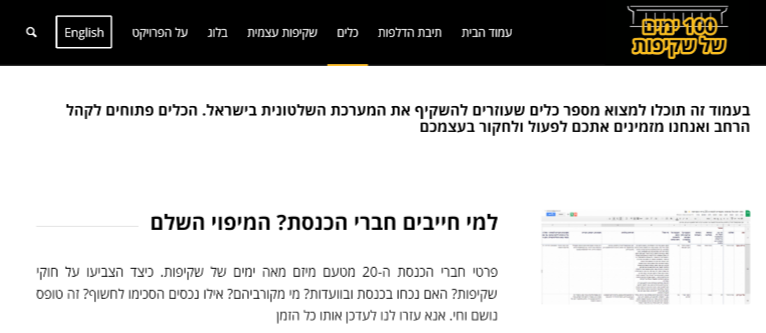 100 ימים
של שקיפות
עמוד הבית
תיבת הדלפות
כלים
שקיפות עצמית
בלוג
על הפרויקט
English
בעמוד זה תוכלו למצוא מספר כלים שעוזרים להשקיף את המערכת השלטונית בישראל. הכלים פתוחים לקהל
הרחב ואנחנו מזמינים אתכם לפעול ולחקור בעצמכם
למי חייבים חברי הכנסת? המיפוי השלם
פרטי חברי הכנסת ה-20 מטעם מיזם מאה ימים של שקיפות. כיצד הצביעו על חוקי
שקיפות? האם נכחו בכנסת ובוועדות? מי מקורביהם? אילו נכסים הסכימו לחשוף? זה טופס
נושם וחי. אנא עזרו לנו לעדכן אותו כל הזמן